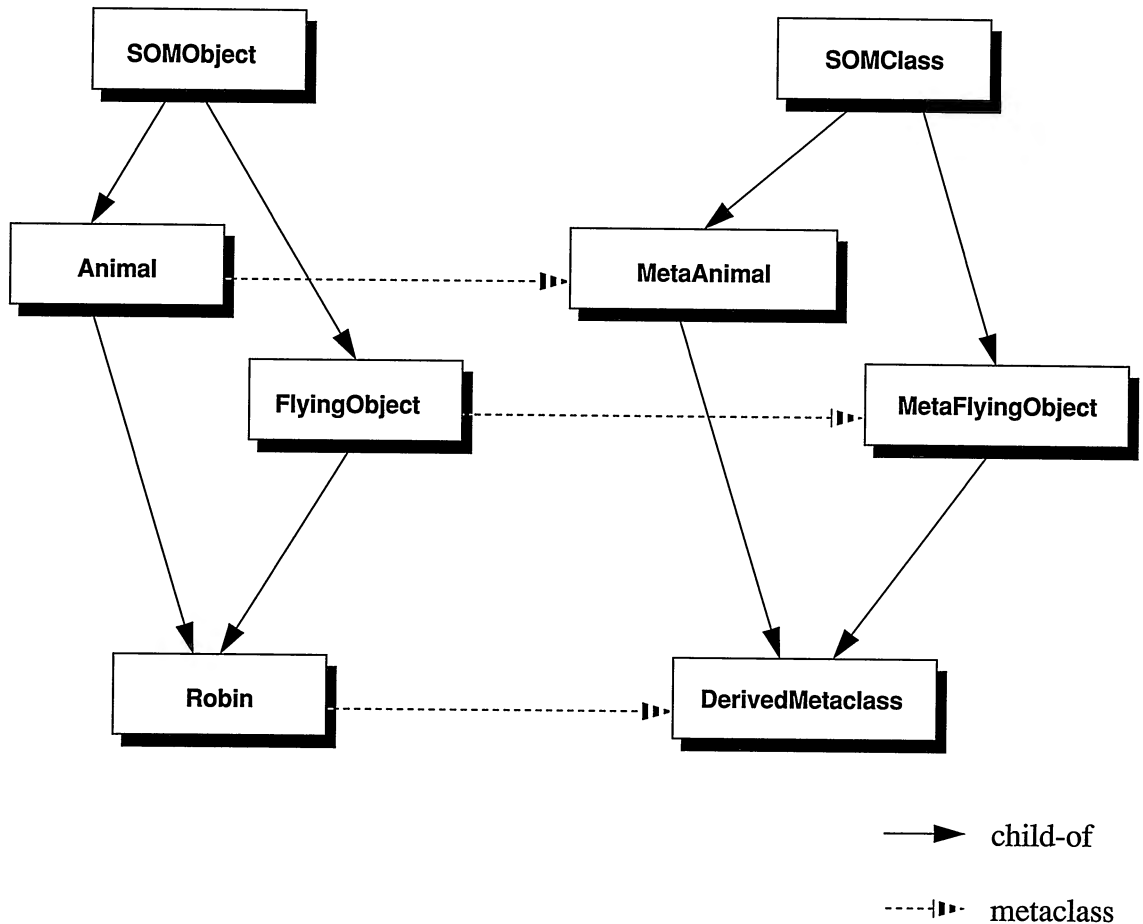 SOMObject
SOMClass
Animal
MetaAnimal
FlyingObject
MetaFlyingObject
Robin
DerivedMetaclass
child-of
metaclass